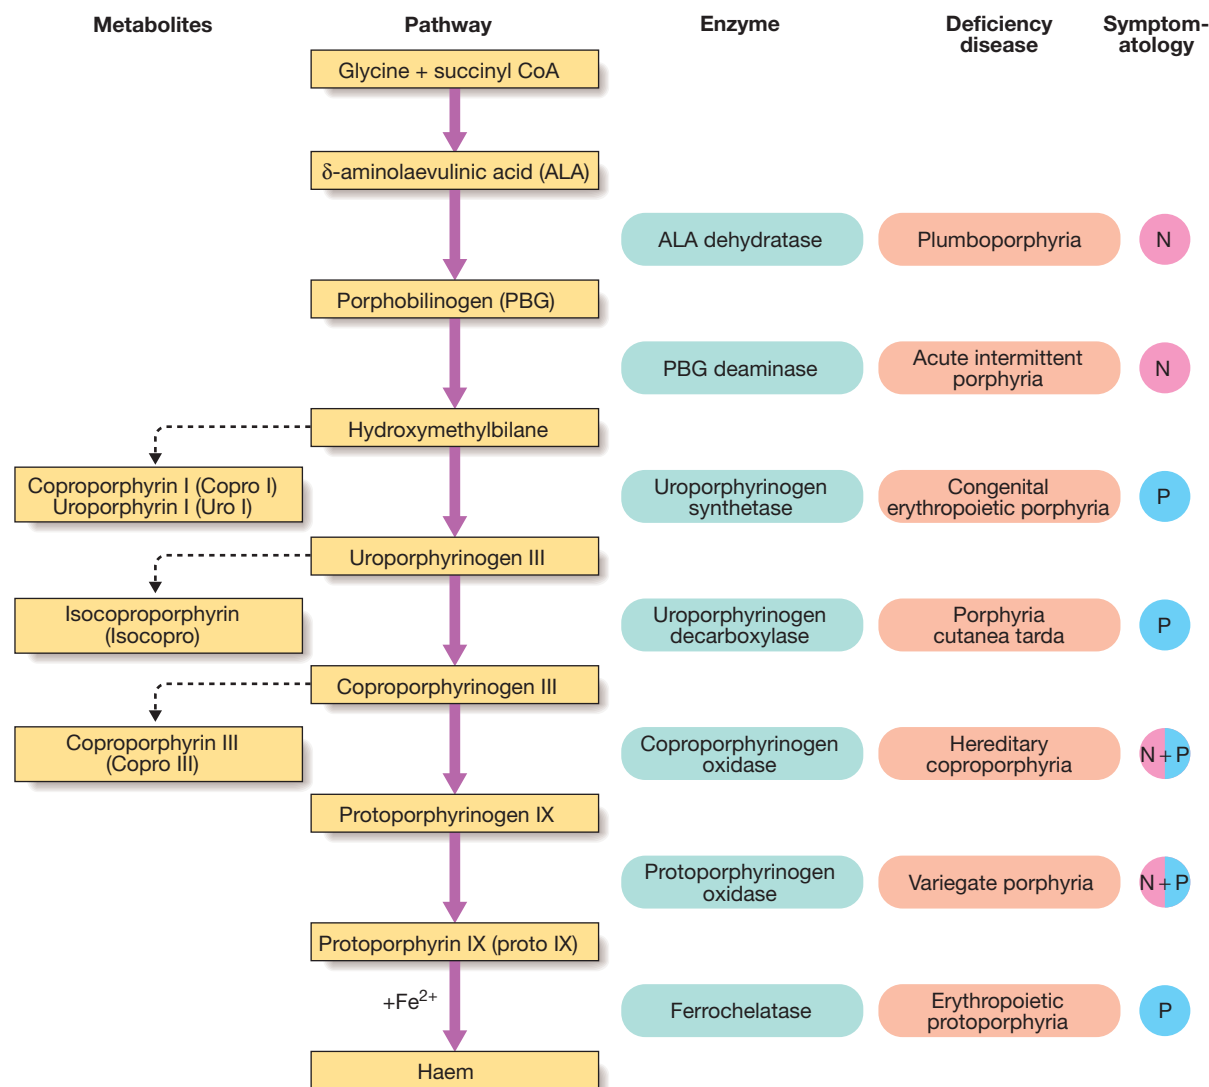 Metabolites
Pathway
Enzyme
Deficiency
disease
Symptom-
atology
Glycine + succinyl CoA
δ-aminolaevulinic acid (ALA)
ALA dehydratase
Plumboporphyria
N
Porphobilinogen (PBG)
PBG deaminase
Acute intermittent
porphyria
N
Hydroxymethylbilane
Coproporphyrin I (Copro I)
Uroporphyrin I (Uro I)
Uroporphyrinogen
synthetase
Congenital
erythropoietic porphyria
P
Uroporphyrinogen III
Isocoproporphyrin
(Isocopro)
Uroporphyrinogen
decarboxylase
Porphyria
cutanea tarda
P
Coproporphyrinogen III
Coproporphyrin III
(Copro III)
Coproporphyrinogen
oxidase
Hereditary
coproporphyria
N + P
Protoporphyrinogen IX
Protoporphyrinogen
oxidase
Variegate porphyria
N + P
Protoporphyrin IX (proto IX)
+Fe²⁺
Ferrochelatase
Erythropoietic
protoporphyria
P
Haem